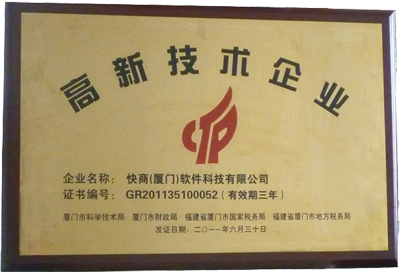 高新技术企业
企业名称：快商(厦门)软件科技有限公司
证书编号：GR201135100052（有效期三年）
厦门市科学技术局 厦门市财政局 福建省厦门市国家税务局 福建省厦门市地方税务局
发证日期：二○一一年六月三十日